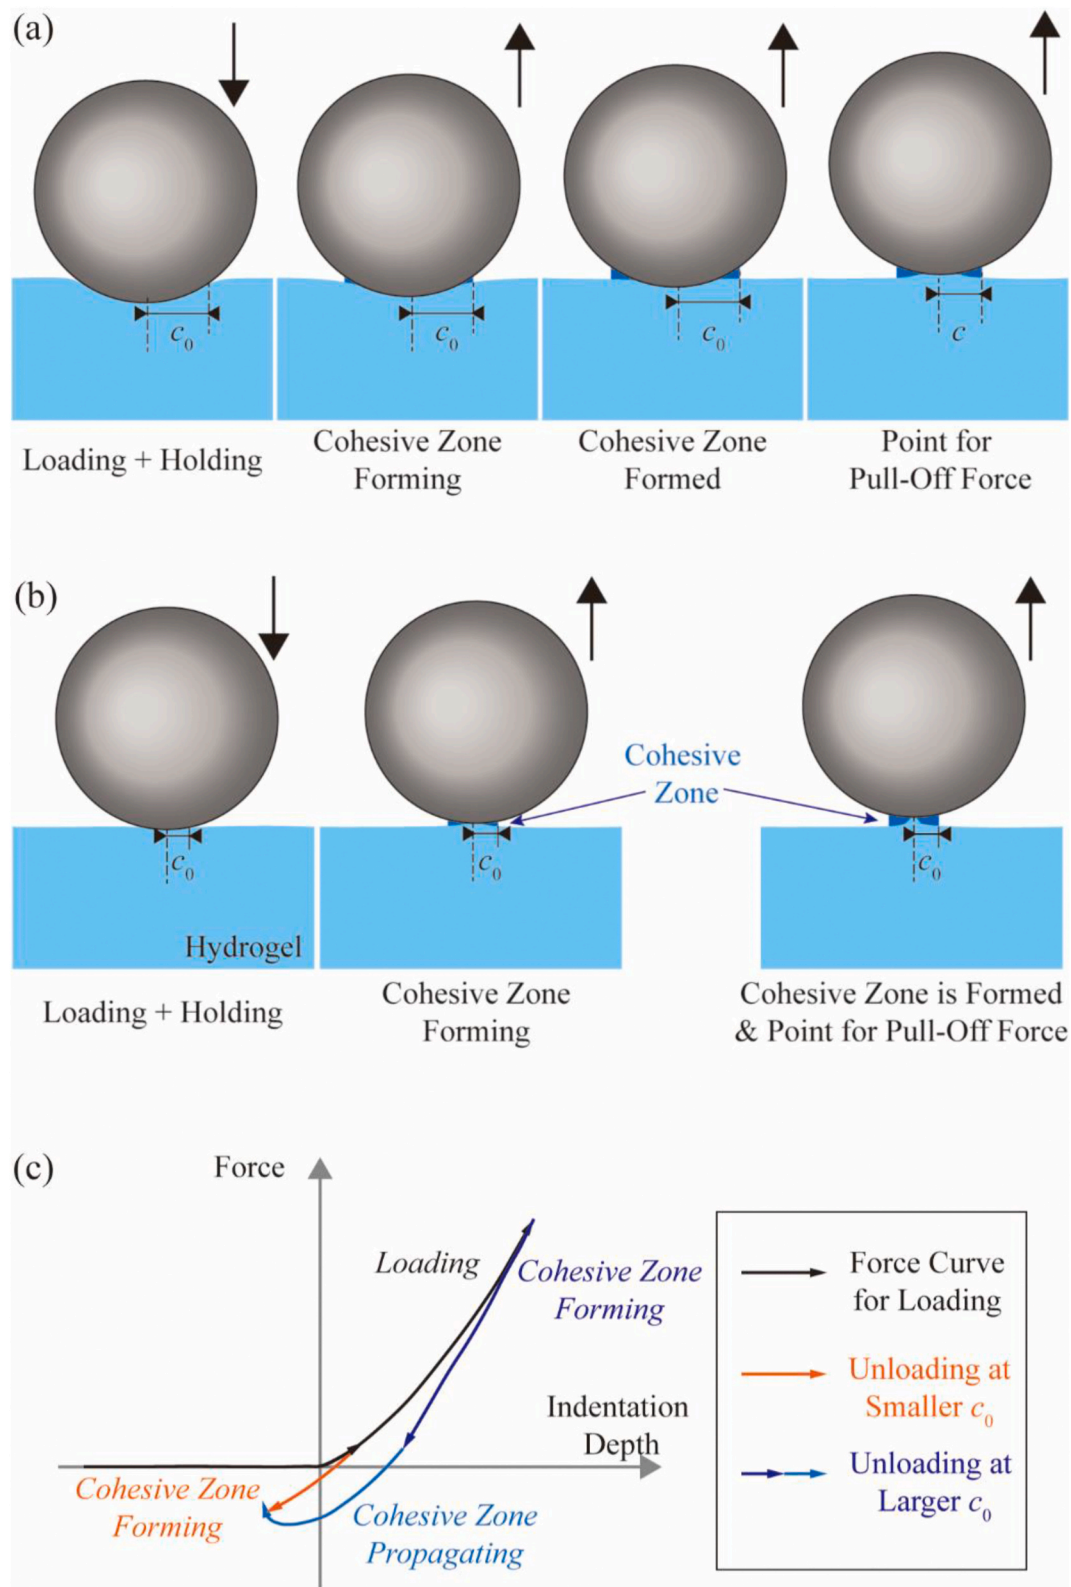 (a)
c₀
c₀
c₀
c
Loading + Holding
Cohesive Zone
Forming
Cohesive Zone
Formed
Point for
Pull-Off Force
(b)
Cohesive
Zone
c₀
c₀
c₀
Hydrogel
Loading + Holding
Cohesive Zone
Forming
Cohesive Zone is Formed
& Point for Pull-Off Force
(c)
Force
Loading
Cohesive Zone
Forming
Indentation
Depth
Cohesive Zone
Forming
Cohesive Zone
Propagating
Force Curve
for Loading
Unloading at
Smaller c₀
Unloading at
Larger c₀